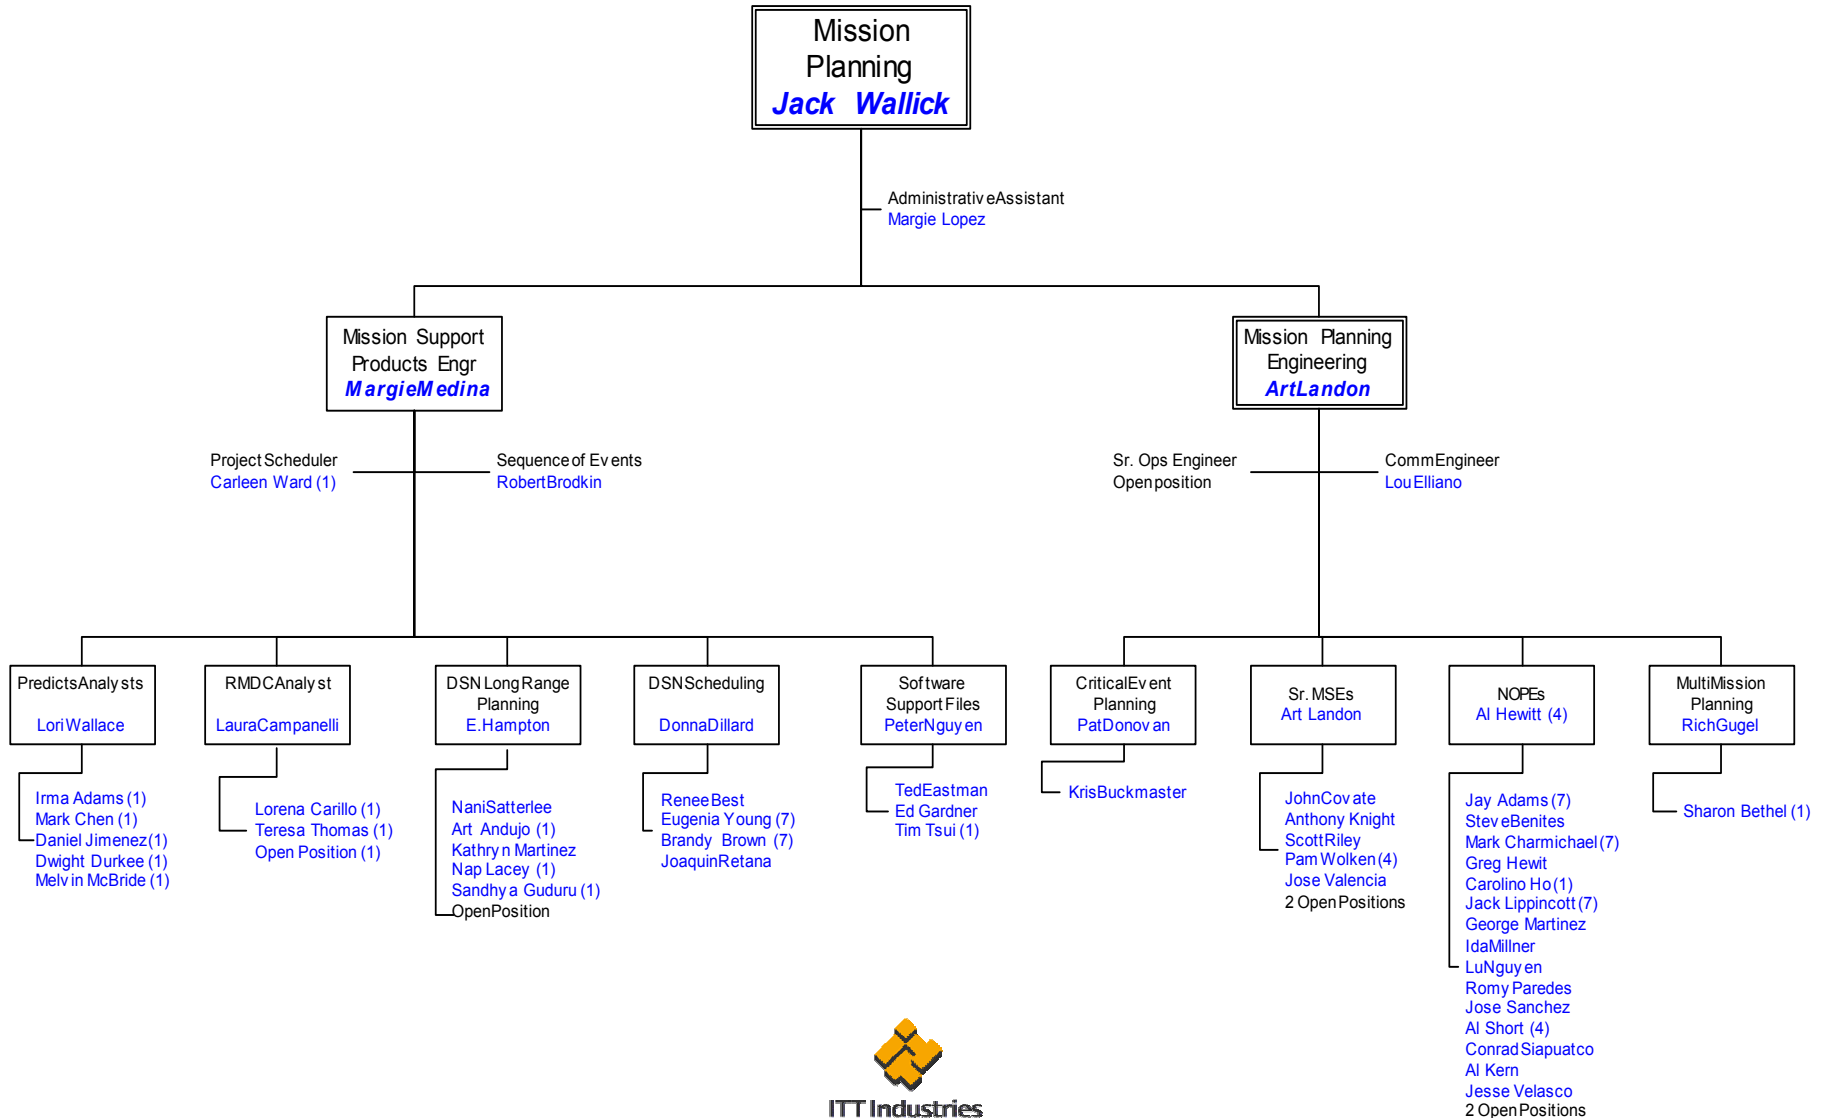 Mission
Planning
Jack Wallick
Administrative Assistant
Margie Lopez
Mission Support
Products Engr
Margie Medina
Mission Planning
Engineering
Art Landon
Project Scheduler
Carleen Ward (1)
Sequence of Events
Robert Brodkin
Sr. Ops Engineer
Open position
Comm Engineer
Lou Elliano
Predicts Analysts
Lori Wallace
Irma Adams (1)
Mark Chen (1)
Daniel Jimenez (1)
Dwight Durkee (1)
Melvin McBride (1)
RMDC Analyst
Laura Campanelli
Lorena Carillo (1)
Teresa Thomas (1)
Open Position (1)
DSN Long Range
Planning
E. Hampton
Nani Satterlee
Art Andujo (1)
Kathryn Martinez
Nap Lacey (1)
Sandhya Guduru (1)
Open Position
DSN Scheduling
Donna Dillard
Renee Best
Eugenia Young (7)
Brandy Brown (7)
Joaquin Retana
Software
Support Files
Peter Nguyen
Ted Eastman
Ed Gardner
Tim Tsui (1)
Critical Event
Planning
Pat Donovan
Kris Buckmaster
Sr. MSEs
Art Landon
John Covate
Anthony Knight
Scott Riley
Pam Wolken (4)
Jose Valencia
2 Open Positions
NOPEs
Al Hewitt (4)
Jay Adams (7)
Steve Benites
Mark Charmichael (7)
Greg Hewit
Carolino Ho (1)
Jack Lippincott (7)
George Martinez
Ida Millner
Lu Nguyen
Romy Paredes
Jose Sanchez
Al Short (4)
Conrad Siapuatco
Al Kern
Jesse Velasco
2 Open Positions
MultiMission
Planning
Rich Gugel
Sharon Bethel (1)
ITT Industries